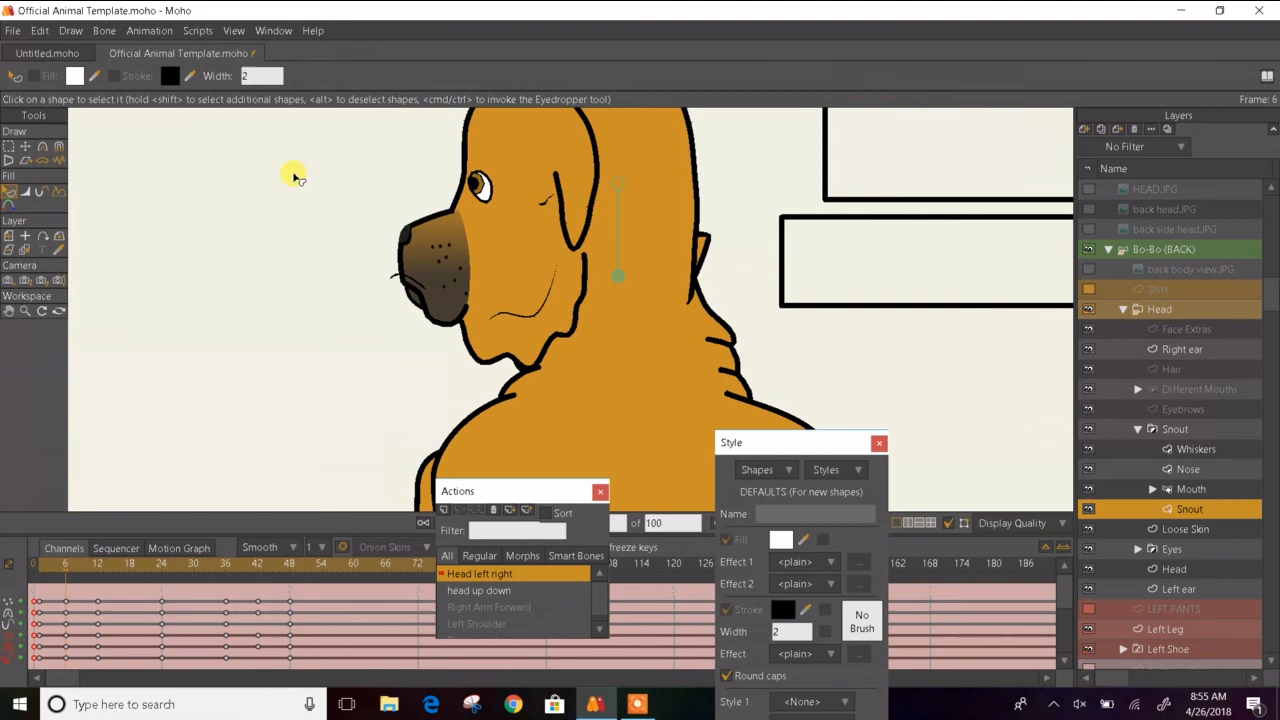 Official Animal Template.moho - Moho
File Edit Draw Bone Animation Scripts View Window Help
Untitled.moho Official Animal Template.moho
Fill: Stroke: Width: 2
Click on a shape to select it (hold <shift> to select additional shapes, <alt> to deselect shapes, <cmd/ctrl> to invoke the Eyedropper tool) Frame: 6
Tools
Draw
Fill
Layer
Camera
Workspace
Layers
No Filter
Name
HEAD.JPG
back head.JPG
back side head.JPG
Bo-Bo (BACK)
back body view.JPG
Shirt
Head
Face Extras
Right ear
Hair
Different Mouths
Eyebrows
Snout
Whiskers
Nose
Mouth
Snout
Loose Skin
Eyes
Head
Left ear
LEFT PANTS
Left Leg
Left Shoe
Style
Shapes Styles
DEFAULTS (For new shapes)
Name
Fill
Effect 1 <plain> ...
Effect 2 <plain> ...
Stroke
No Brush
Width 2
Effect <plain> ...
Round caps
Style 1 <None>
Actions
Sort
Filter:
All Regular Morphs Smart Bones
Head left right
head up down
Right Arm Forward
Left Shoulder
of 100
Display Quality
Channels Sequencer Motion Graph Smooth 1 Onion Skins
freeze keys
0 6 12 18 24 30 36 42 48 72 108 120 126 132 168
Type here to search
8:55 AM
4/26/2018